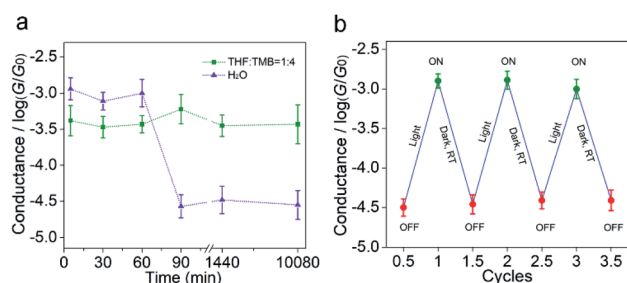 a
Conductance / log(G/G0)
-2.5
-3.0
-3.5
-4.0
-4.5
-5.0
THF:TMB=1:4
H₂O
0 30 60 90 1440 10080
Time (min)
b
Conductance / log(G/G0)
-2.5
-3.0
-3.5
-4.0
-4.5
-5.0
ON ON ON
Light Dark, RT Light Dark, RT Light Dark, RT
OFF OFF OFF OFF
0.5 1 1.5 2 2.5 3 3.5
Cycles